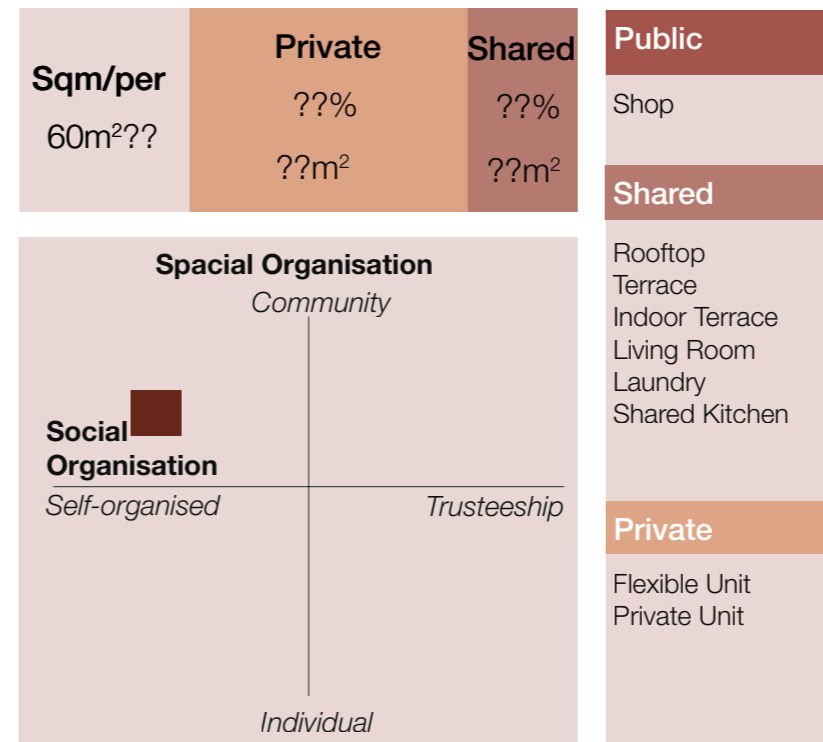 Sqm/per
60m²??
Private
??%
??m²
Shared
??%
??m²
Spacial Organisation
Community
Social
Organisation
Self-organised
Trusteeship
Individual
Public
Shop
Shared
Rooftop
Terrace
Indoor Terrace
Living Room
Laundry
Shared Kitchen
Private
Flexible Unit
Private Unit